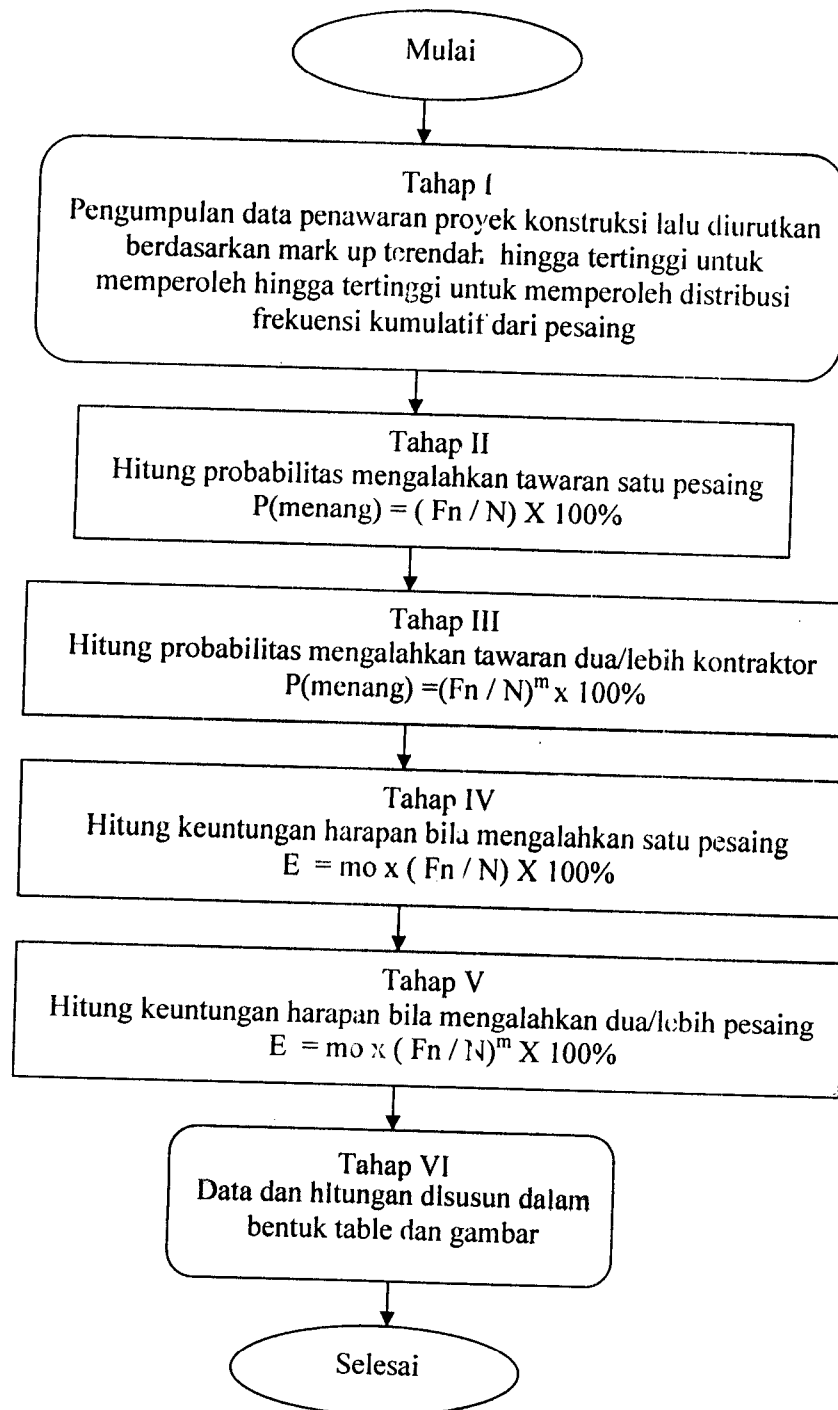 Mulai
Tahap I
Pengumpulan data penawaran proyek konstruksi lalu diurutkan
berdasarkan mark up terendah hingga tertinggi untuk
memperoleh hingga tertinggi untuk memperoleh distribusi
frekuensi kumulatif dari pesaing
Tahap II
Hitung probabilitas mengalahkan tawaran satu pesaing
P(menang) = ( Fn / N) X 100%
Tahap III
Hitung probabilitas mengalahkan tawaran dua/lebih kontraktor
P(menang) =(Fn / N)^m x 100%
Tahap IV
Hitung keuntungan harapan bila mengalahkan satu pesaing
E = mo x ( Fn / N) X 100%
Tahap V
Hitung keuntungan harapan bila mengalahkan dua/lebih pesaing
E = mo x ( Fn / N)^m X 100%
Tahap VI
Data dan hitungan disusun dalam
bentuk table dan gambar
Selesai